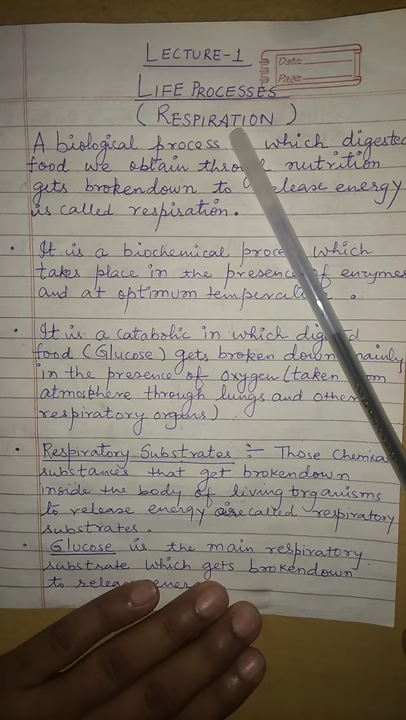 LECTURE-1
Date:
Page:
LIFE PROCESSES
(RESPIRATION)
A biological process which digested
food we obtain nutrition
gets brokendown to energy
is called respiration.
• It is a biochemical which
takes place in the presence of enzymes
and at optimum
• It is a catabolic in which
food (Glucose) gets broken down mainly
in the presence of oxygen (taken
atmosphere through lungs and other
respiratory organs)
• Respiratory Substrates :- Those Chemical
substances that get brokendown
inside the body of living organisms
to release energy are called respiratory
substrates.
• Glucose is the main respiratory
substrate which gets brokendown
to